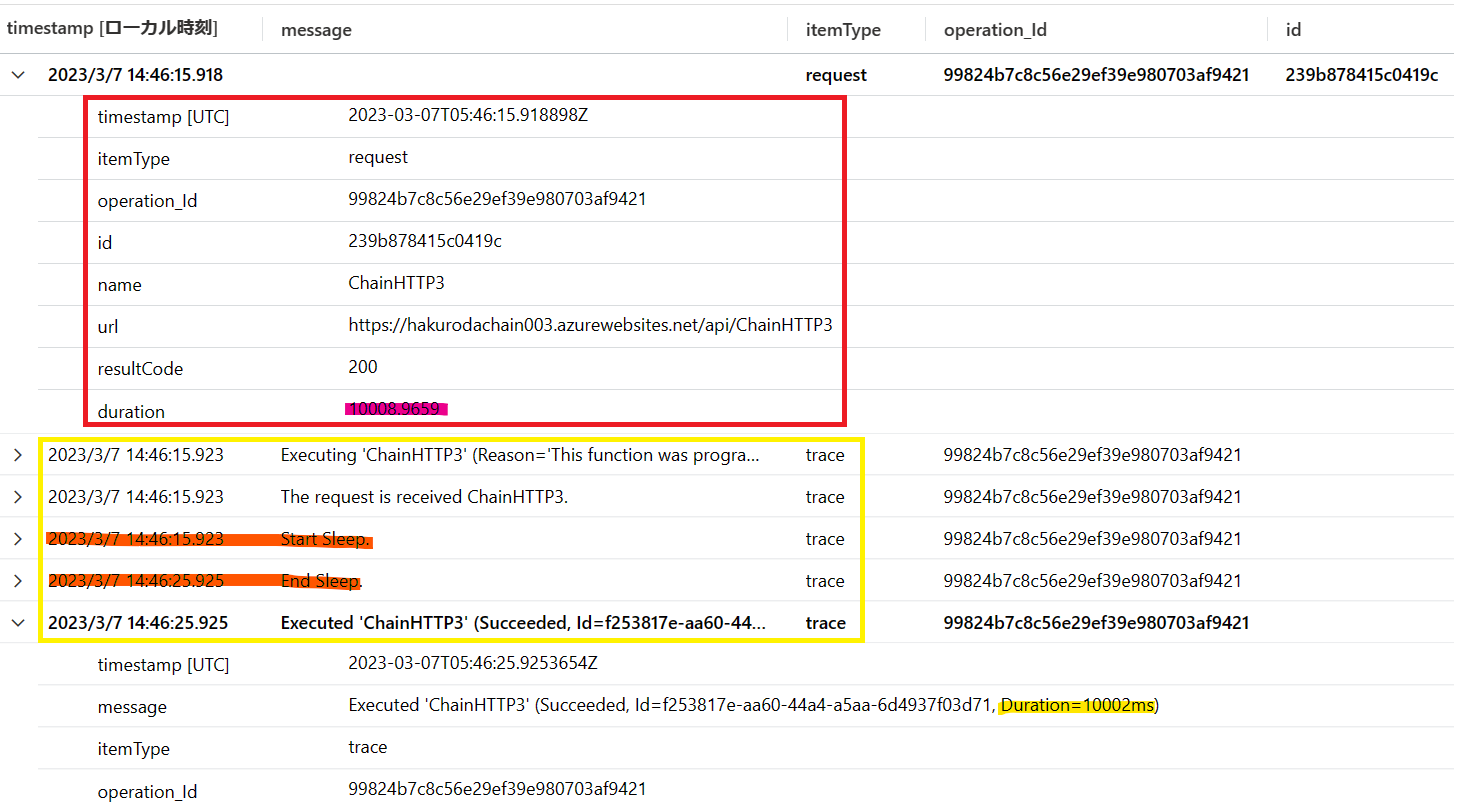 timestamp [ローカル時刻] message itemType operation_Id id
2023/3/7 14:46:15.918 request 99824b7c8c56e29ef39e980703af9421 239b878415c0419c
timestamp [UTC] 2023-03-07T05:46:15.918898Z
itemType request
operation_Id 99824b7c8c56e29ef39e980703af9421
id 239b878415c0419c
name ChainHTTP3
url https://hakurodachain003.azurewebsites.net/api/ChainHTTP3
resultCode 200
duration 10008.9659
2023/3/7 14:46:15.923 Executing 'ChainHTTP3' (Reason='This function was progra... trace 99824b7c8c56e29ef39e980703af9421
2023/3/7 14:46:15.923 The request is received ChainHTTP3. trace 99824b7c8c56e29ef39e980703af9421
2023/3/7 14:46:15.923 Start Sleep. trace 99824b7c8c56e29ef39e980703af9421
2023/3/7 14:46:25.925 End Sleep. trace 99824b7c8c56e29ef39e980703af9421
2023/3/7 14:46:25.925 Executed 'ChainHTTP3' (Succeeded, Id=f253817e-aa60-44... trace 99824b7c8c56e29ef39e980703af9421
timestamp [UTC] 2023-03-07T05:46:25.9253654Z
message Executed 'ChainHTTP3' (Succeeded, Id=f253817e-aa60-44a4-a5aa-6d4937f03d71, Duration=10002ms)
itemType trace
operation_Id 99824b7c8c56e29ef39e980703af9421